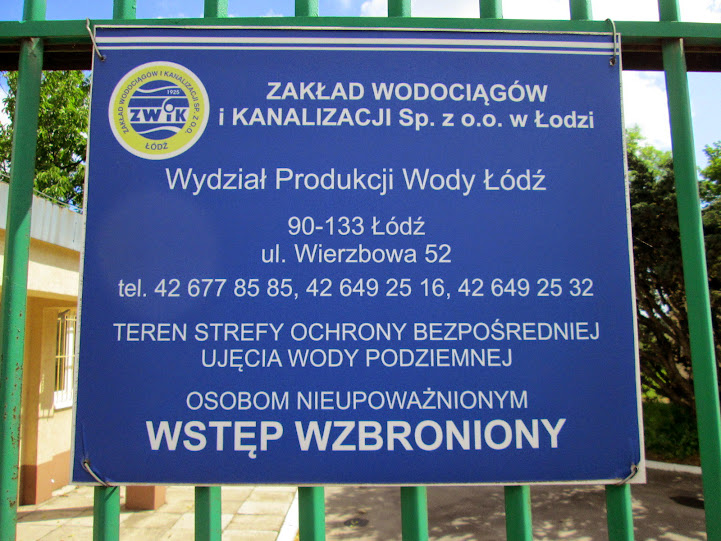 ZAKŁAD WODOCIĄGÓW I KANALIZACJI SP. Z O.O.
1925
ZWiK
ŁÓDŹ
ZAKŁAD WODOCIĄGÓW
i KANALIZACJI Sp. z o.o. w Łodzi
Wydział Produkcji Wody Łódź
90-133 Łódź
ul. Wierzbowa 52
tel. 42 677 85 85, 42 649 25 16, 42 649 25 32
TEREN STREFY OCHRONY BEZPOŚREDNIEJ
UJĘCIA WODY PODZIEMNEJ
OSOBOM NIEUPOWAŻNIONYM
WSTĘP WZBRONIONY